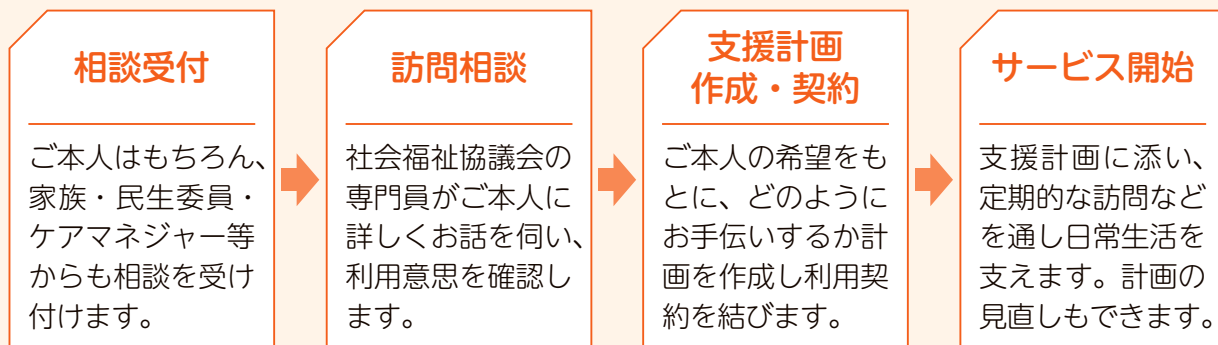 相談受付
ご本人はもちろん、
家族・民生委員・
ケアマネジャー等
からも相談を受け
付けます。
訪問相談
社会福祉協議会の
専門員がご本人に
詳しくお話を伺い、
利用意思を確認し
ます。
支援計画
作成・契約
ご本人の希望をも
とに、どのように
お手伝いするか計
画を作成し利用契
約を結びます。
サービス開始
支援計画に添い、
定期的な訪問など
を通し日常生活を
支えます。計画の
見直しもできます。